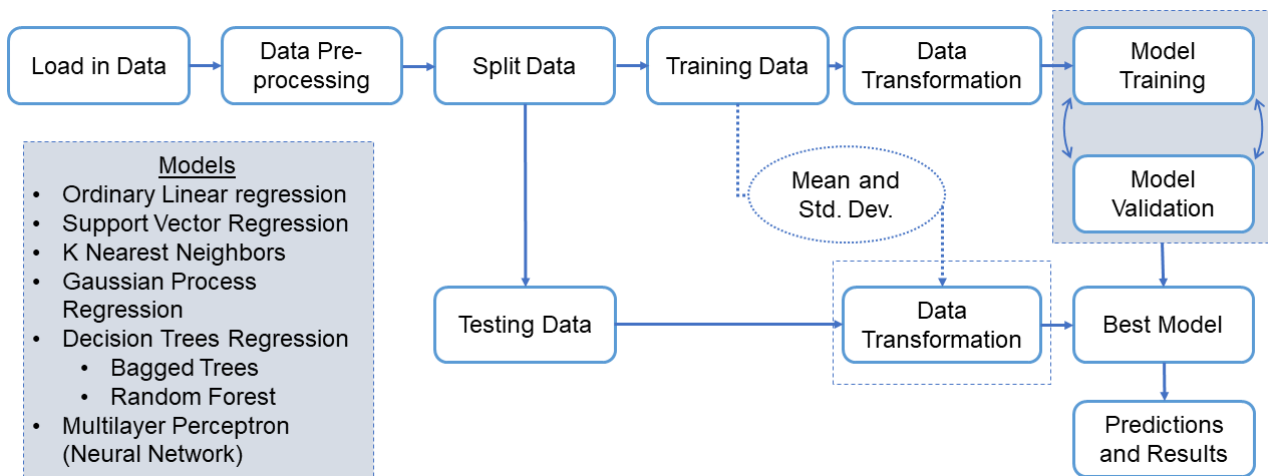 Load in Data
Data Pre-
processing
Split Data
Training Data
Data
Transformation
Model
Training
Model
Validation
Mean and
Std. Dev.
Testing Data
Data
Transformation
Best Model
Predictions
and Results
Models
• Ordinary Linear regression
• Support Vector Regression
• K Nearest Neighbors
• Gaussian Process
Regression
• Decision Trees Regression
• Bagged Trees
• Random Forest
• Multilayer Perceptron
(Neural Network)